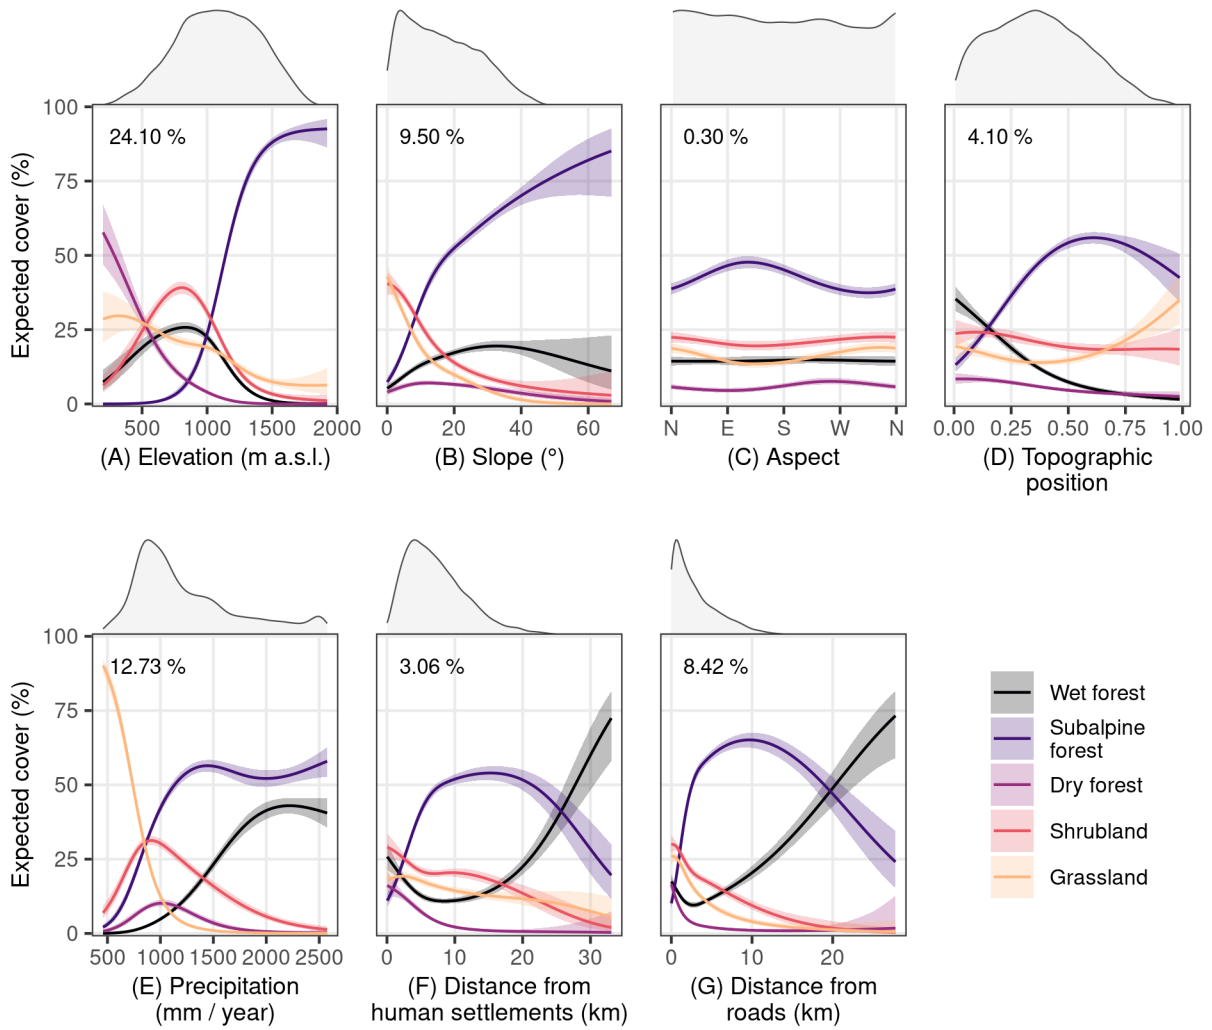 100
75
50
25
0
Expected cover (%)
24.10 %
9.50 %
0.30 %
4.10 %
500 1000 1500 2000
0 20 40 60
N E S W N
0.00 0.25 0.50 0.75 1.00
(A) Elevation (m a.s.l.)
(B) Slope (°)
(C) Aspect
(D) Topographic
position
100
75
50
25
0
Expected cover (%)
12.73 %
3.06 %
8.42 %
500 1000 1500 2000 2500
0 10 20 30
0 10 20
(E) Precipitation
(mm / year)
(F) Distance from
human settlements (km)
(G) Distance from
roads (km)
Wet forest
Subalpine
forest
Dry forest
Shrubland
Grassland